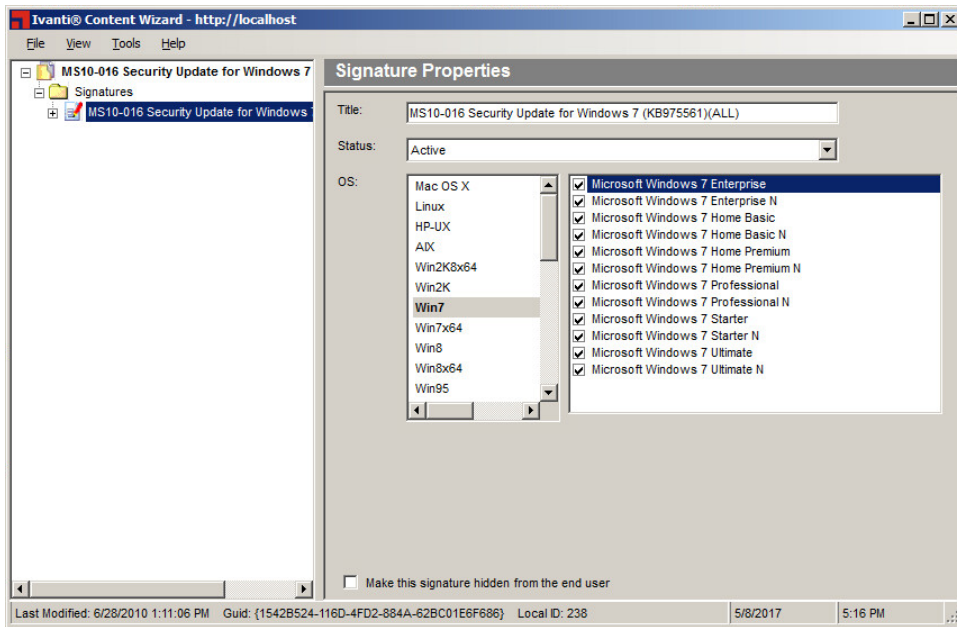 Ivanti® Content Wizard - http://localhost
File View Tools Help
MS10-016 Security Update for Windows 7
Signatures
MS10-016 Security Update for Windows
Signature Properties
Title:
MS10-016 Security Update for Windows 7 (KB975561)(ALL)
Status:
Active
OS:
Mac OS X
Linux
HP-UX
AIX
Win2K8x64
Win2K
Win7
Win7x64
Win8
Win8x64
Win95
Microsoft Windows 7 Enterprise
Microsoft Windows 7 Enterprise N
Microsoft Windows 7 Home Basic
Microsoft Windows 7 Home Basic N
Microsoft Windows 7 Home Premium
Microsoft Windows 7 Home Premium N
Microsoft Windows 7 Professional
Microsoft Windows 7 Professional N
Microsoft Windows 7 Starter
Microsoft Windows 7 Starter N
Microsoft Windows 7 Ultimate
Microsoft Windows 7 Ultimate N
Make this signature hidden from the end user
Last Modified: 6/28/2010 1:11:06 PM Guid: {1542B524-116D-4FD2-884A-62BC01E6F686} Local ID: 238 5/8/2017 5:16 PM